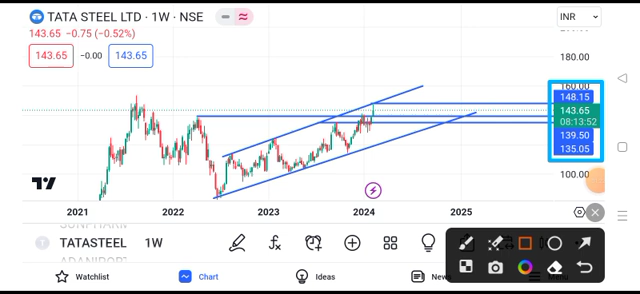 TATA STEEL LTD · 1W · NSE
143.65 −0.75 (−0.52%)
143.65 −0.00 143.65
INR
180.00
160.00
148.15
143.65
08:13:52
139.50
135.05
100.00
2021 2022 2023 2024 2025
TATASTEEL 1W
Watchlist Chart Ideas News